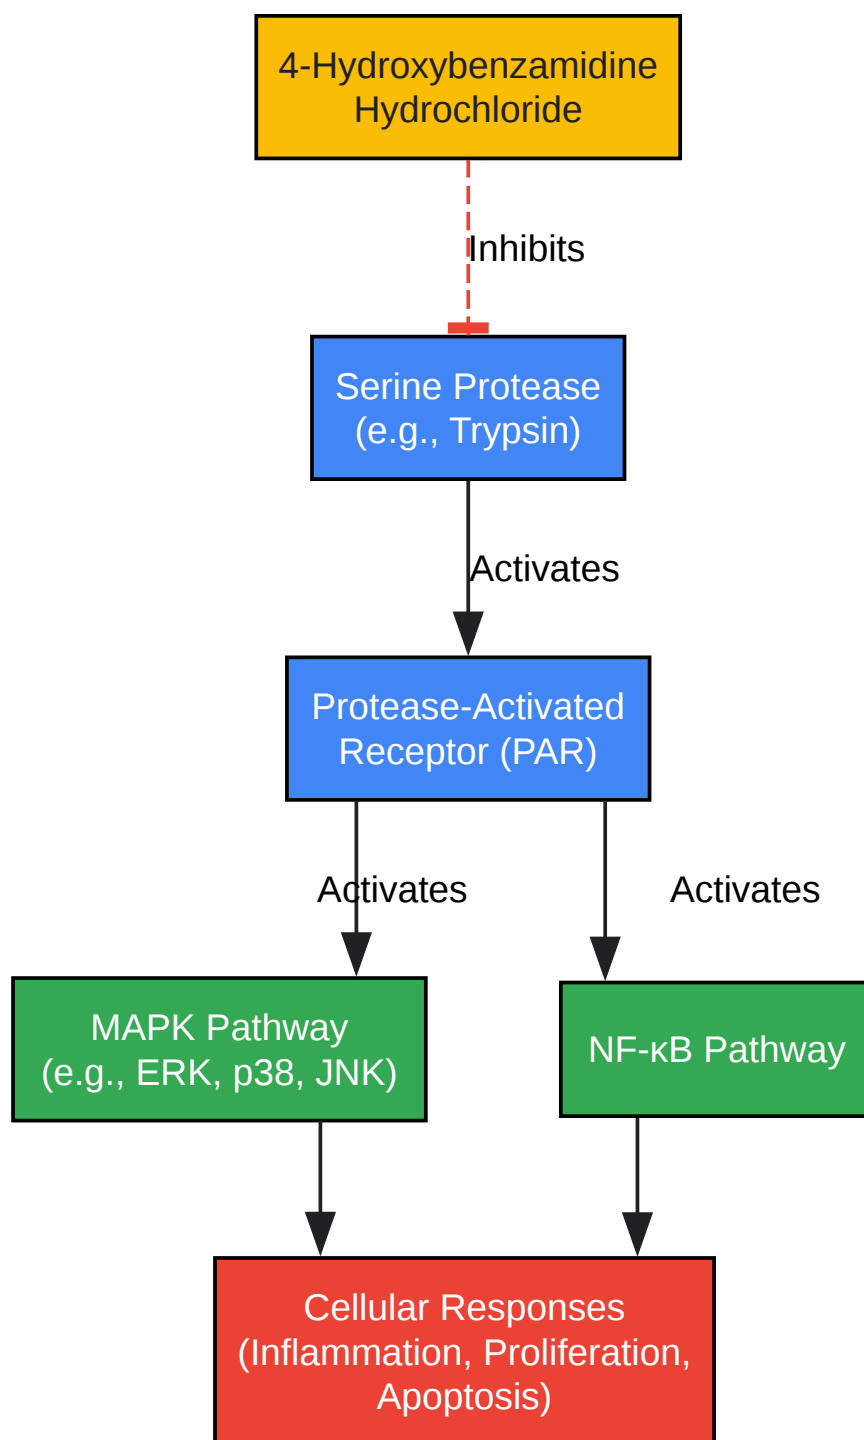 4-Hydroxybenzamidine
Hydrochloride
Inhibits
Serine Protease
(e.g., Trypsin)
Activates
Protease-Activated
Receptor (PAR)
Activates
Activates
MAPK Pathway
(e.g., ERK, p38, JNK)
NF-κB Pathway
Cellular Responses
(Inflammation, Proliferation,
Apoptosis)